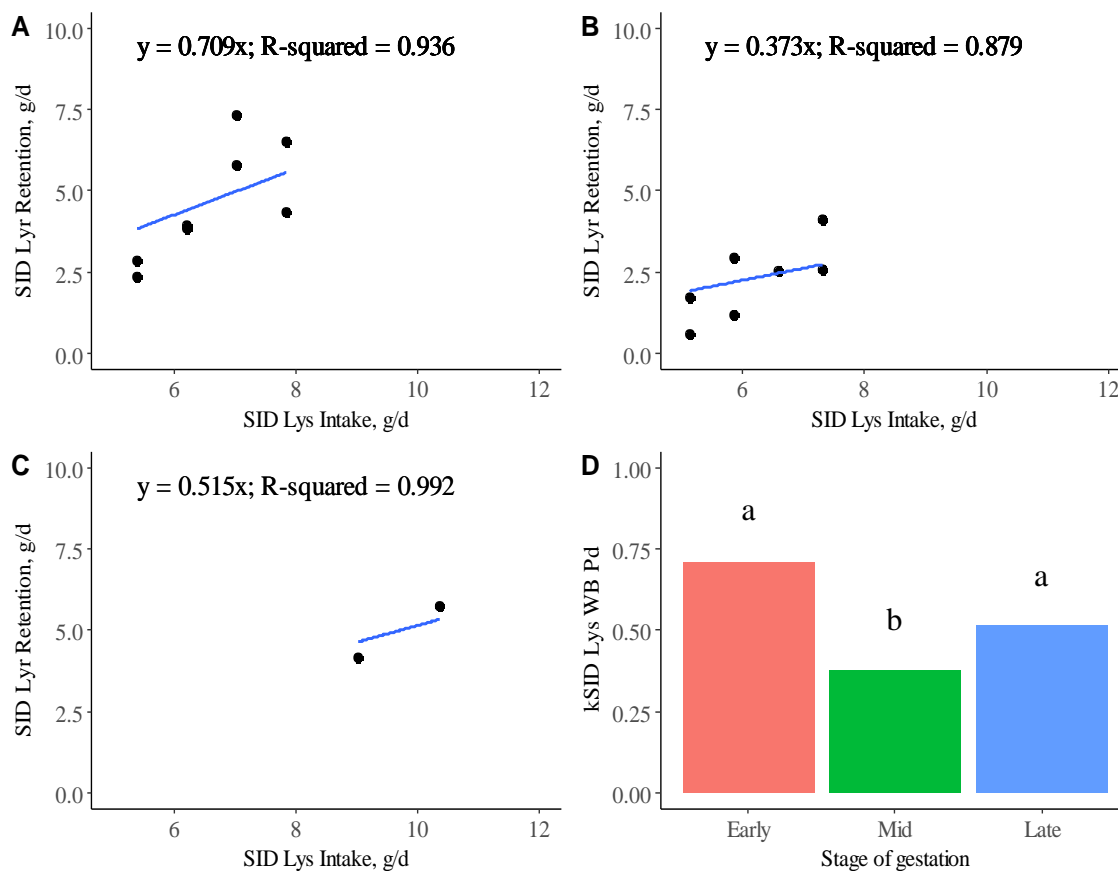 A
y = 0.709x; R-squared = 0.936
10.0
7.5
5.0
2.5
0.0
SID Lyr Retention, g/d
6 8 10 12
SID Lys Intake, g/d
B
y = 0.373x; R-squared = 0.879
10.0
7.5
5.0
2.5
0.0
SID Lyr Retention, g/d
6 8 10 12
SID Lys Intake, g/d
C
y = 0.515x; R-squared = 0.992
10.0
7.5
5.0
2.5
0.0
SID Lyr Retention, g/d
6 8 10 12
SID Lys Intake, g/d
D
1.00
0.75
0.50
0.25
0.00
kSID Lys WB Pd
a
b
a
Early Mid Late
Stage of gestation